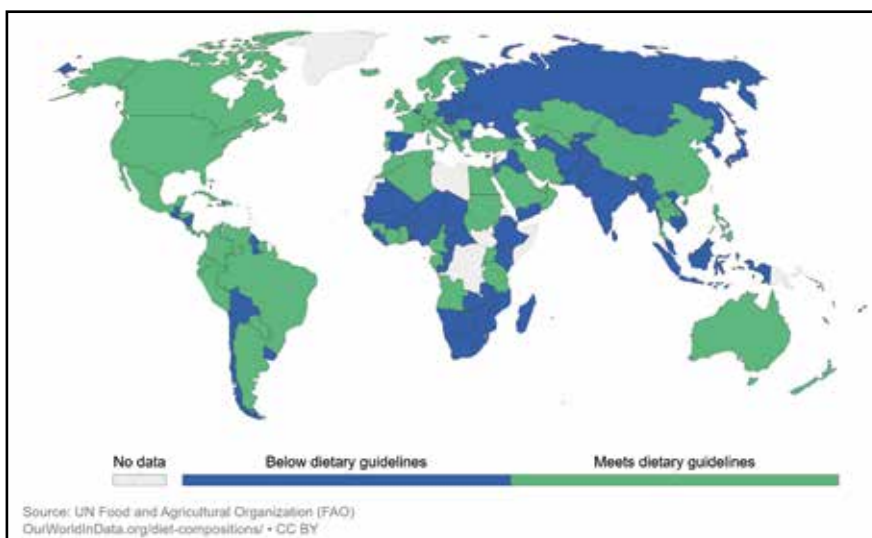 No data
Below dietary guidelines
Meets dietary guidelines
Source: UN Food and Agricultural Organization (FAO)
OurWorldInData.org/diet-compositions/ • CC BY